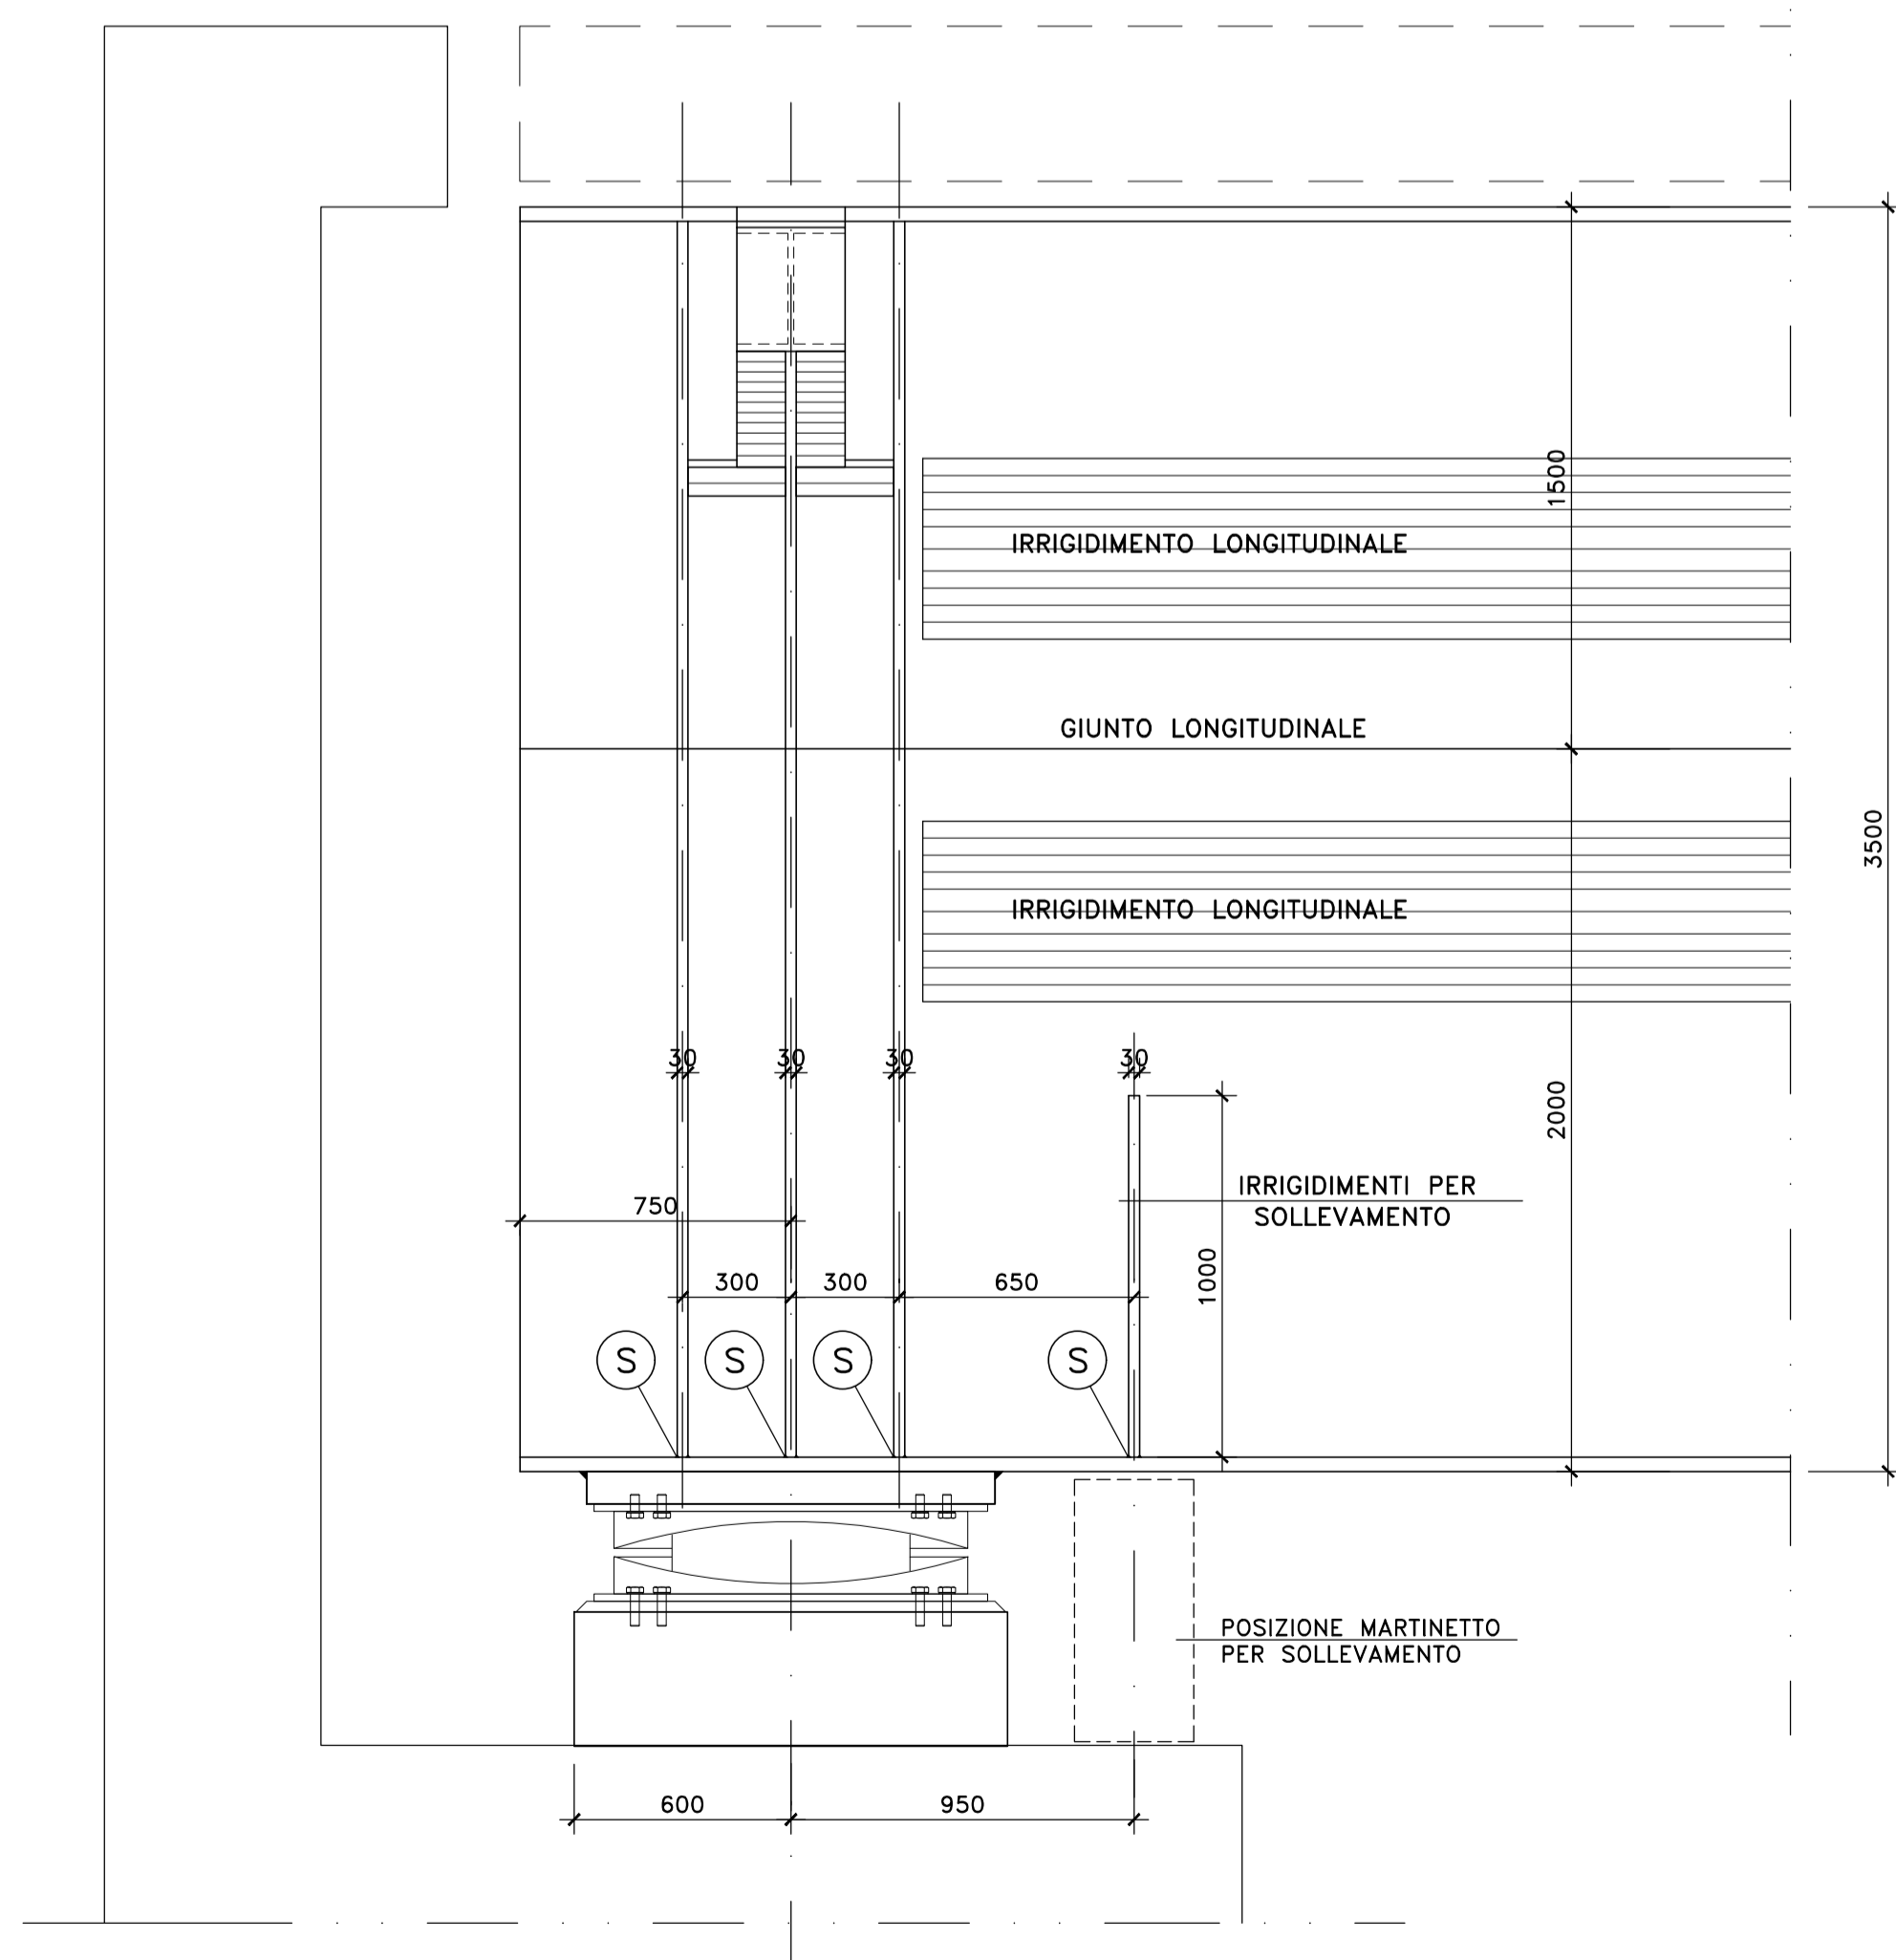 1500
IRRIGIDIMENTO LONGITUDINALE
GIUNTO LONGITUDINALE
3500
IRRIGIDIMENTO LONGITUDINALE
30 30 30 30
2000
IRRIGIDIMENTI PER
SOLLEVAMENTO
750
1000
300 300 650
S S S S
POSIZIONE MARTINETTO
PER SOLLEVAMENTO
600 950